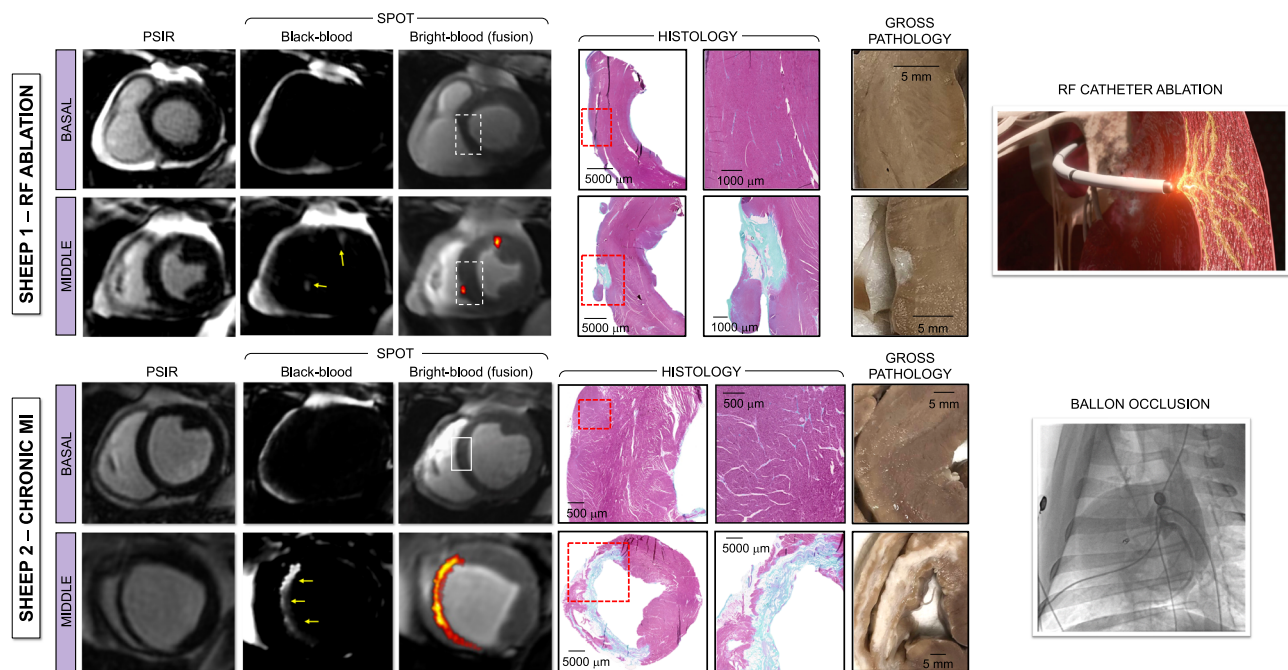 SPOT
GROSS
PATHOLOGY
PSIR
Black-blood
Bright-blood (fusion)
HISTOLOGY
SHEEP 1 – RF ABLATION
BASAL
5000 µm
1000 µm
5 mm
MIDDLE
5000 µm
1000 µm
5 mm
RF CATHETER ABLATION
SPOT
GROSS
PATHOLOGY
PSIR
Black-blood
Bright-blood (fusion)
HISTOLOGY
SHEEP 2 – CHRONIC MI
BASAL
500 µm
500 µm
5 mm
MIDDLE
5000 µm
5000 µm
5 mm
BALLON OCCLUSION